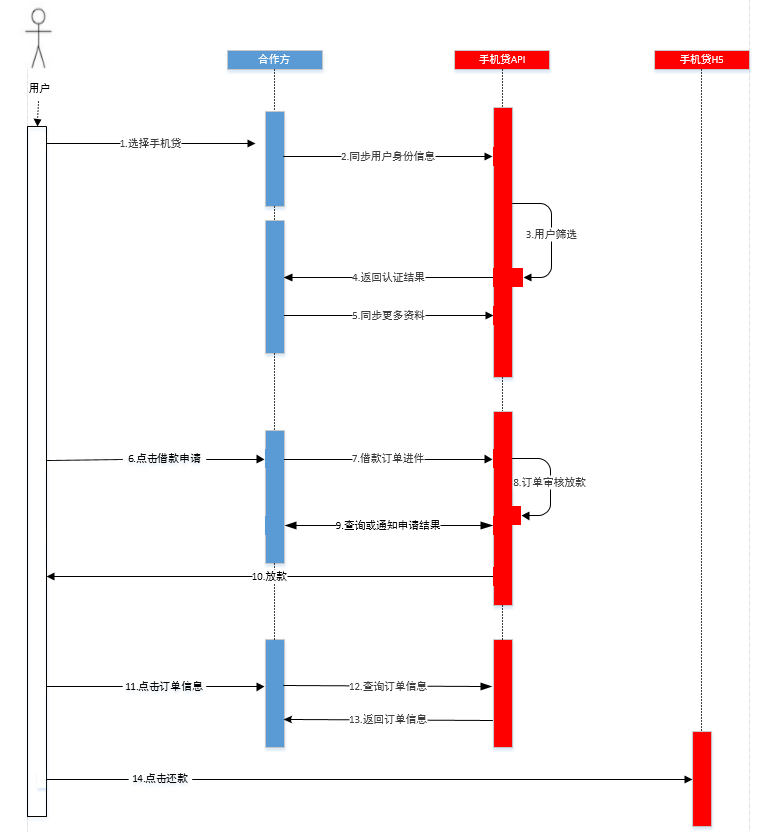 合作方
手机贷API
手机贷H5
用户
1.选择手机贷
2.同步用户身份信息
3.用户筛选
4.返回认证结果
5.同步更多资料
6.点击借款申请
7.借款订单进件
8.订单审核放款
9.查询或通知申请结果
10.放款
11.点击订单信息
12.查询订单信息
13.返回订单信息
14.点击还款